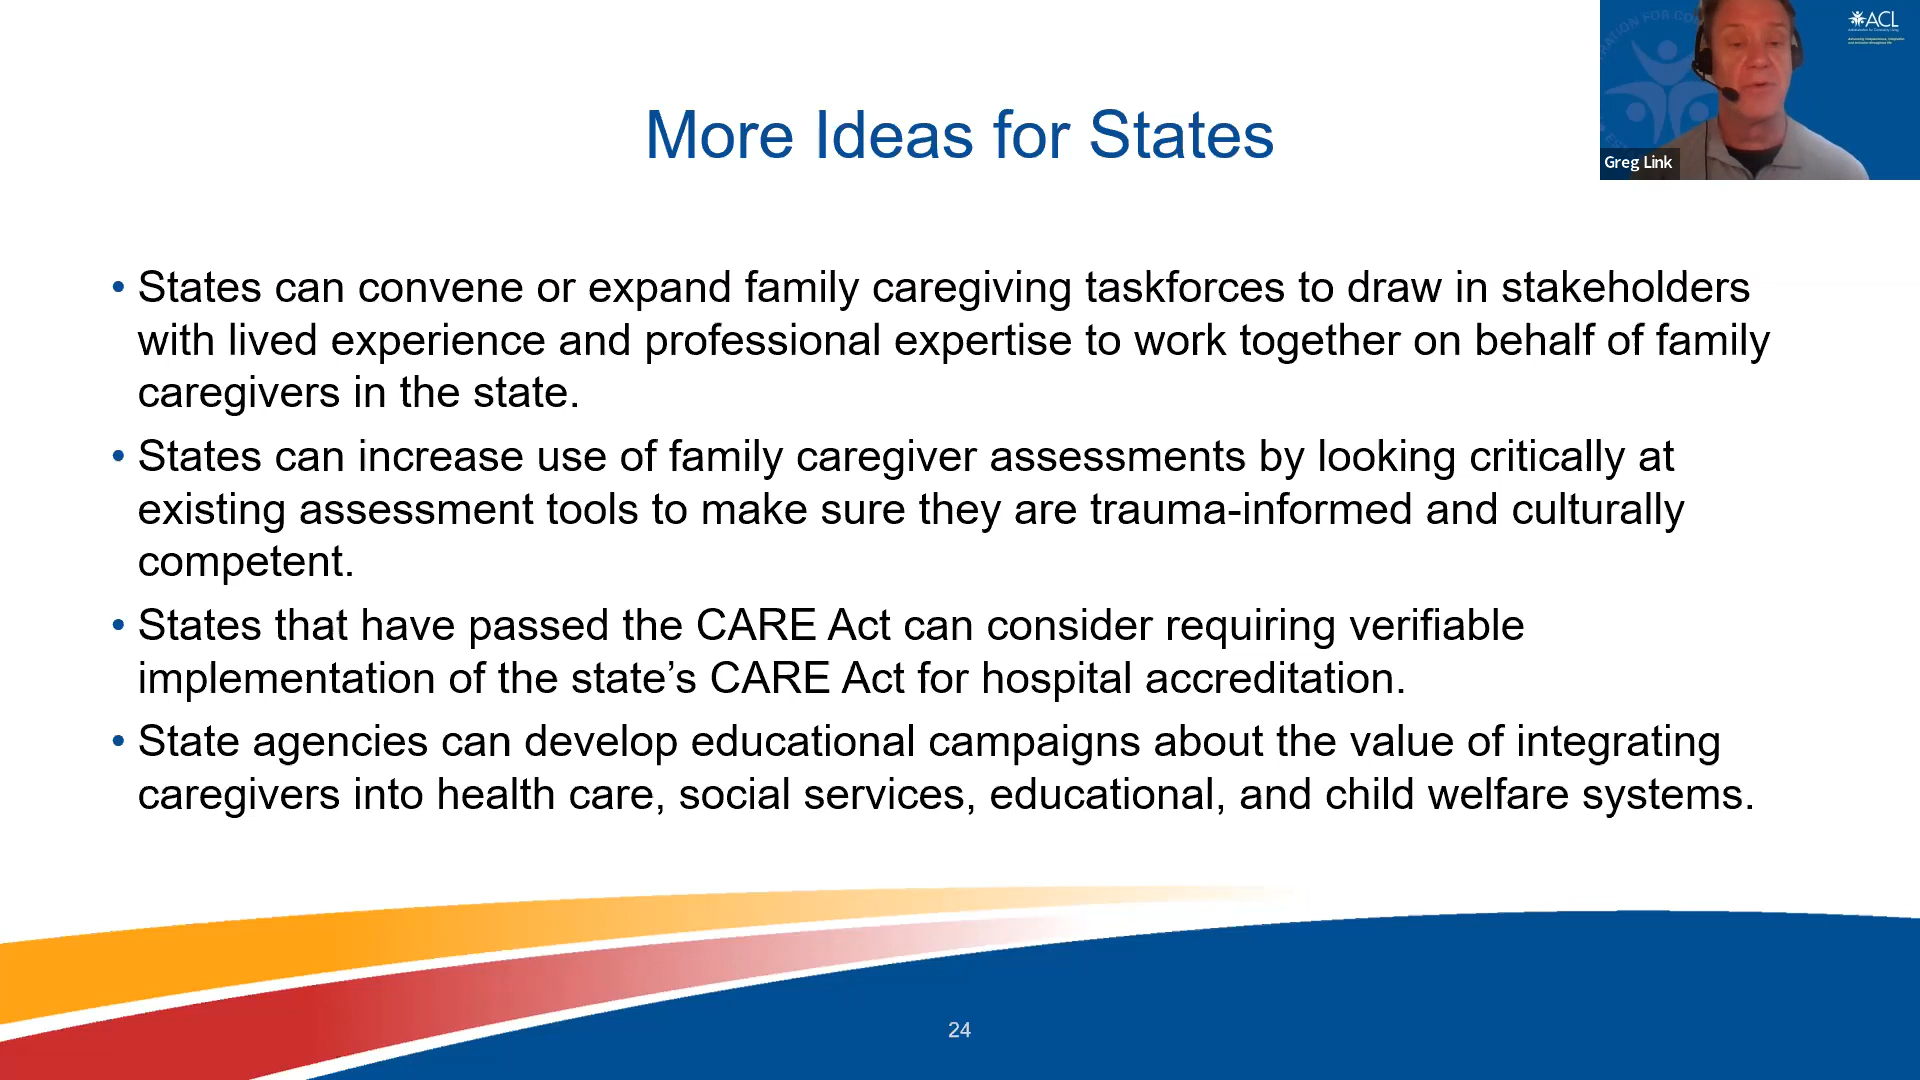 More Ideas for States
ACL
Greg Link
• States can convene or expand family caregiving taskforces to draw in stakeholders
with lived experience and professional expertise to work together on behalf of family
caregivers in the state.
• States can increase use of family caregiver assessments by looking critically at
existing assessment tools to make sure they are trauma-informed and culturally
competent.
• States that have passed the CARE Act can consider requiring verifiable
implementation of the state’s CARE Act for hospital accreditation.
• State agencies can develop educational campaigns about the value of integrating
caregivers into health care, social services, educational, and child welfare systems.
24